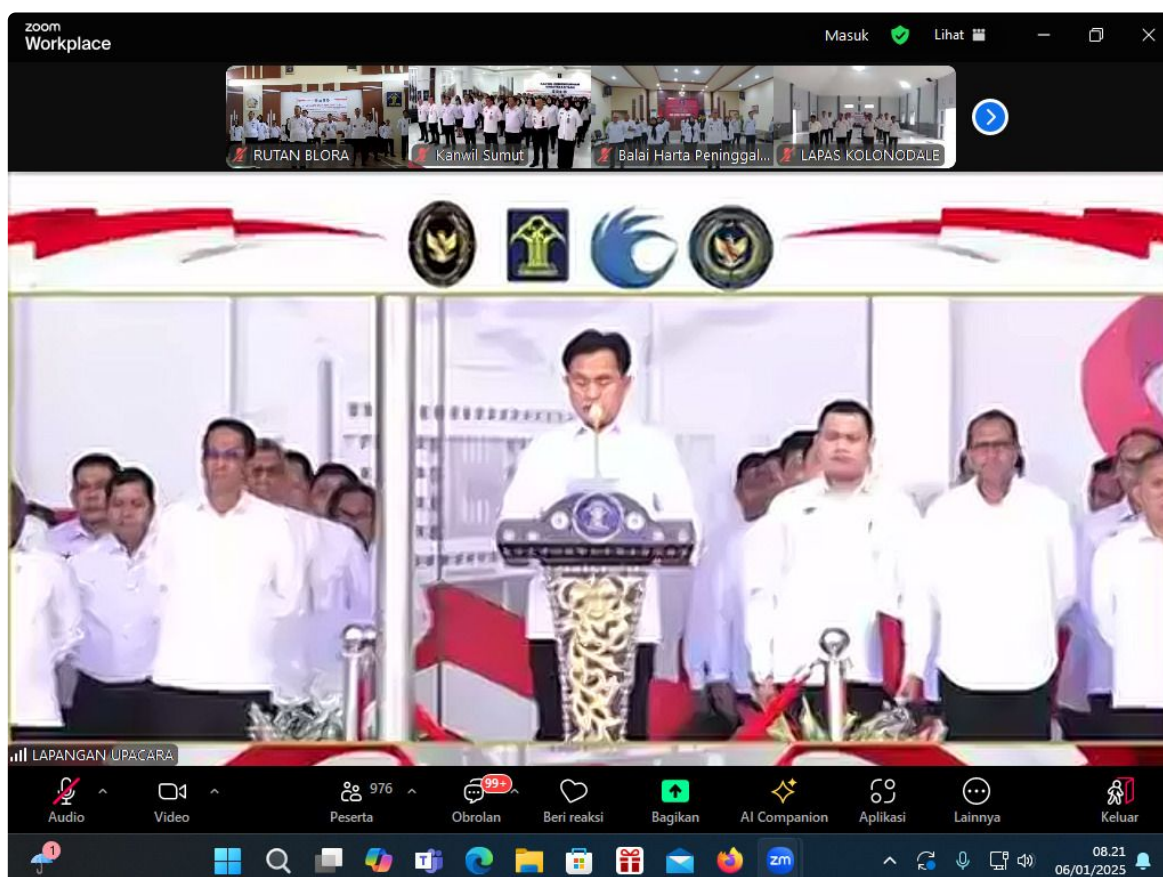 zoom
Workplace
Masuk
Lihat
RUTAN BLORA
Kanwil Sumut
Balai Harta Peninggal...
LAPAS KOLONODALE
LAPANGAN UPACARA
976
99+
Audio
Video
Peserta
Obrolan
Beri reaksi
Bagikan
AI Companion
Aplikasi
Lainnya
Keluar
1
zm
08.21
06/01/2025